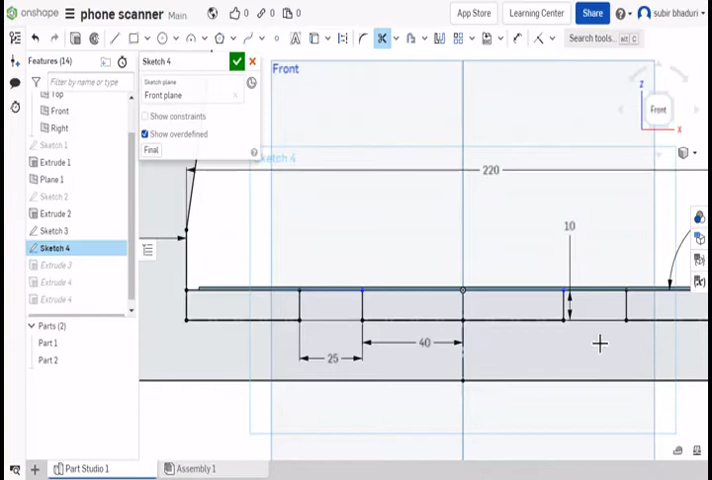 onshape phone scanner Main 0 0 0 App Store Learning Center Share subir bhaduri
Search tools... alt C
Features (14)
Filter by name or type
Top
Front
Right
Sketch 1
Extrude 1
Plane 1
Sketch 2
Extrude 2
Sketch 3
Sketch 4
Extrude 3
Extrude 4
Extrude 4
Parts (2)
Part 1
Part 2
Sketch 4
Sketch plane
Front plane
Show constraints
Show overdefined
Final
Front
Sketch 4
220
10
40
25
Z
Front
X
Part Studio 1
Assembly 1